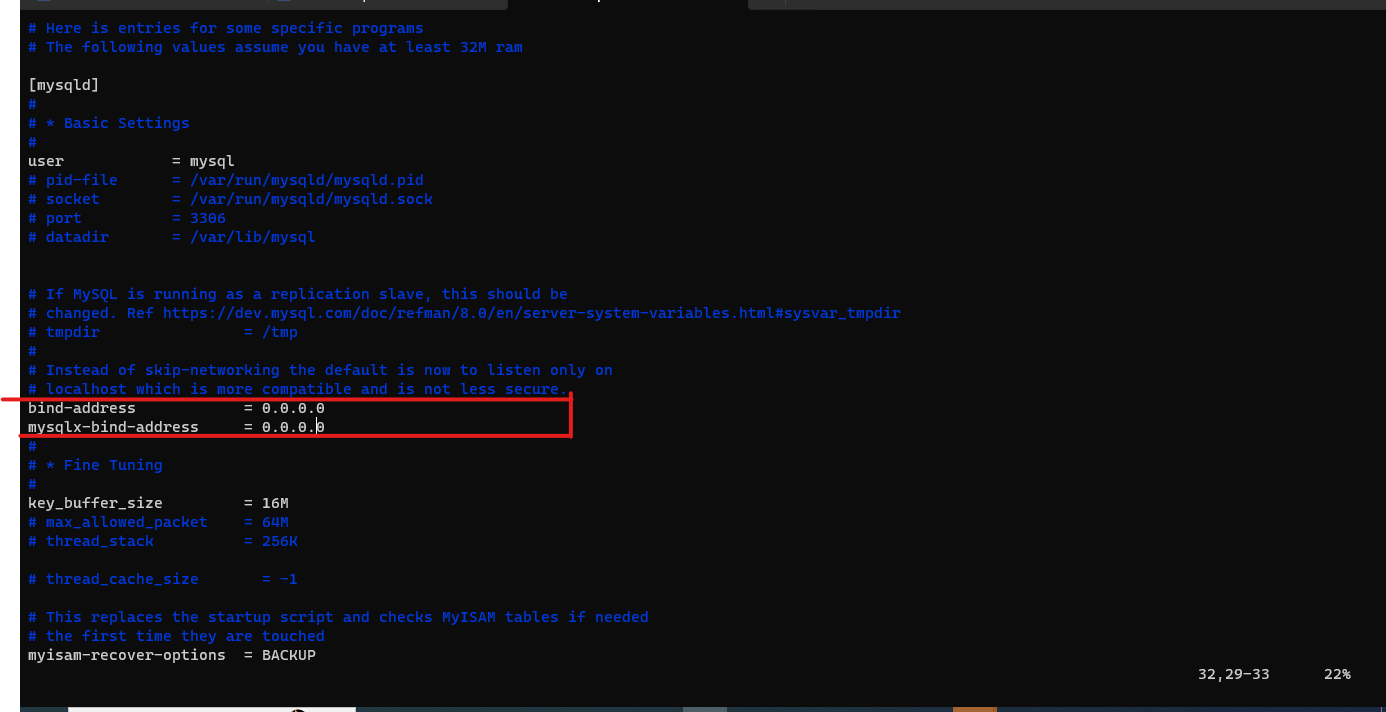 # Here is entries for some specific programs
# The following values assume you have at least 32M ram
[mysqld]
#
# * Basic Settings
#
user            = mysql
# pid-file      = /var/run/mysqld/mysqld.pid
# socket        = /var/run/mysqld/mysqld.sock
# port          = 3306
# datadir       = /var/lib/mysql
# If MySQL is running as a replication slave, this should be
# changed. Ref https://dev.mysql.com/doc/refman/8.0/en/server-system-variables.html#sysvar_tmpdir
# tmpdir                = /tmp
#
# Instead of skip-networking the default is now to listen only on
# localhost which is more compatible and is not less secure.
bind-address            = 0.0.0.0
mysqlx-bind-address     = 0.0.0.0
#
# * Fine Tuning
#
key_buffer_size         = 16M
# max_allowed_packet    = 64M
# thread_stack          = 256K
# thread_cache_size       = -1
# This replaces the startup script and checks MyISAM tables if needed
# the first time they are touched
myisam-recover-options  = BACKUP
32,29-33      22%